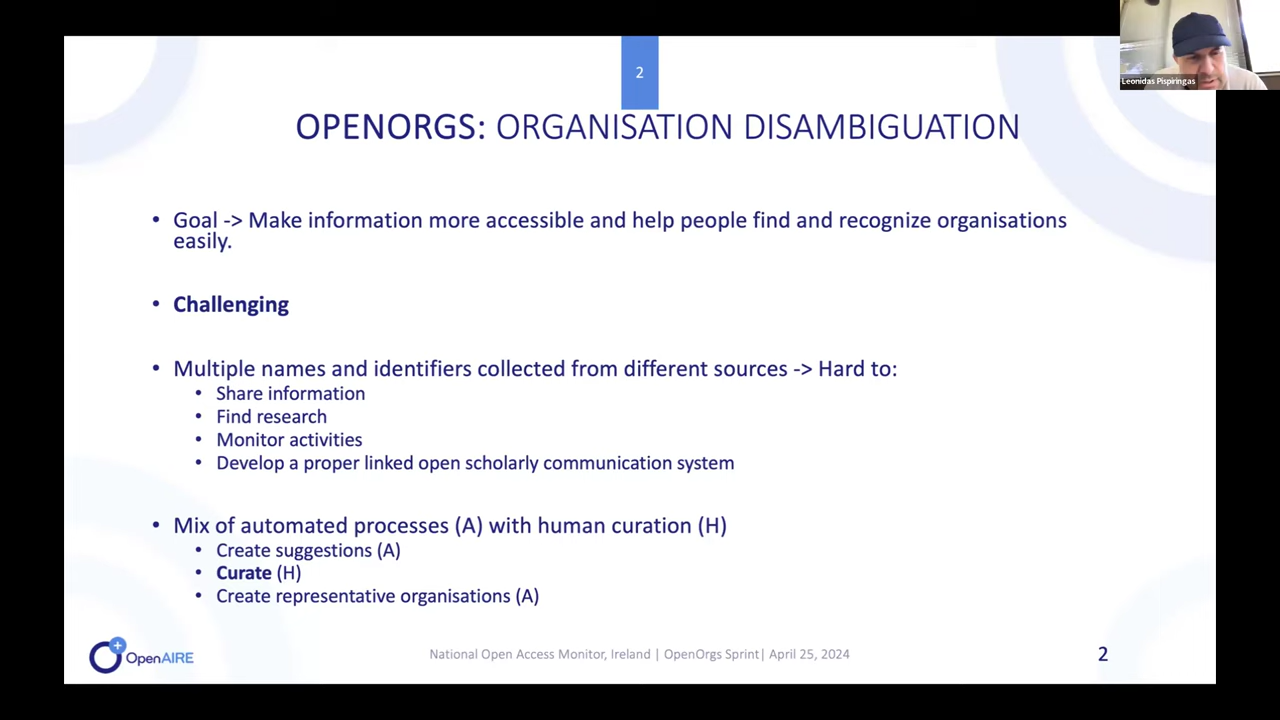 Leonidas Pispiringas
2
OPENORGS: ORGANISATION DISAMBIGUATION
• Goal -> Make information more accessible and help people find and recognize organisations
easily.
• Challenging
• Multiple names and identifiers collected from different sources -> Hard to:
• Share information
• Find research
• Monitor activities
• Develop a proper linked open scholarly communication system
• Mix of automated processes (A) with human curation (H)
• Create suggestions (A)
• Curate (H)
• Create representative organisations (A)
OpenAIRE
National Open Access Monitor, Ireland | OpenOrgs Sprint| April 25, 2024
2